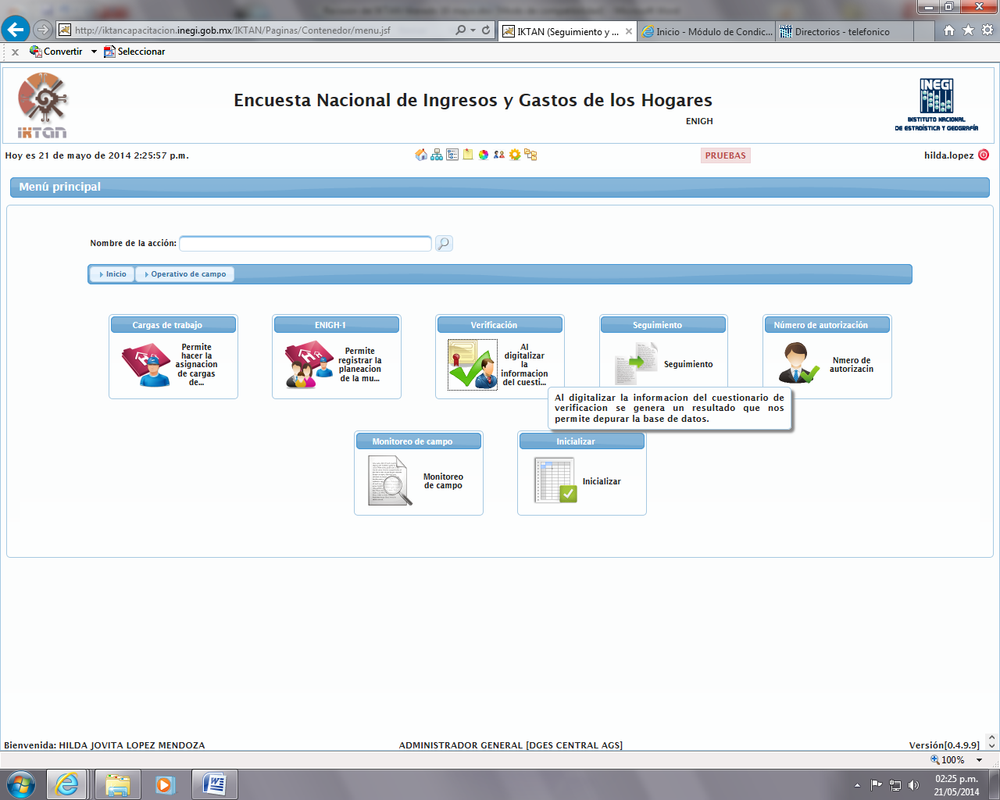 http://iktancapacitacion.inegi.gob.mx/IKTAN/Paginas/Contenedor/menu.jsf
IKTAN (Seguimiento y ...
Inicio - Módulo de Condic...
Directorios - telefonico
Convertir
Seleccionar
iKTAN
Encuesta Nacional de Ingresos y Gastos de los Hogares
ENIGH
INEGI
INSTITUTO NACIONAL
DE ESTADÍSTICA Y GEOGRAFÍA
Hoy es 21 de mayo de 2014 2:25:57 p.m.
PRUEBAS
hilda.lopez
Menú principal
Nombre de la acción:
Inicio
Operativo de campo
Cargas de trabajo
Permite
hacer la
asignacion
de cargas
de...
ENIGH-1
Permite
registrar la
planeacion
de la mu...
Verificación
Al
digitalizar
la
informacion
del cuesti...
Seguimiento
Seguimiento
Número de autorización
Nmero de
autorizacin
Al digitalizar la informacion del cuestionario de
verificacion se genera un resultado que nos
permite depurar la base de datos.
Monitoreo de campo
Monitoreo
de campo
Inicializar
Inicializar
Bienvenida: HILDA JOVITA LOPEZ MENDOZA
ADMINISTRADOR GENERAL [DGES CENTRAL AGS]
Versión[0.4.9.9]
100%
02:25 p.m.
21/05/2014